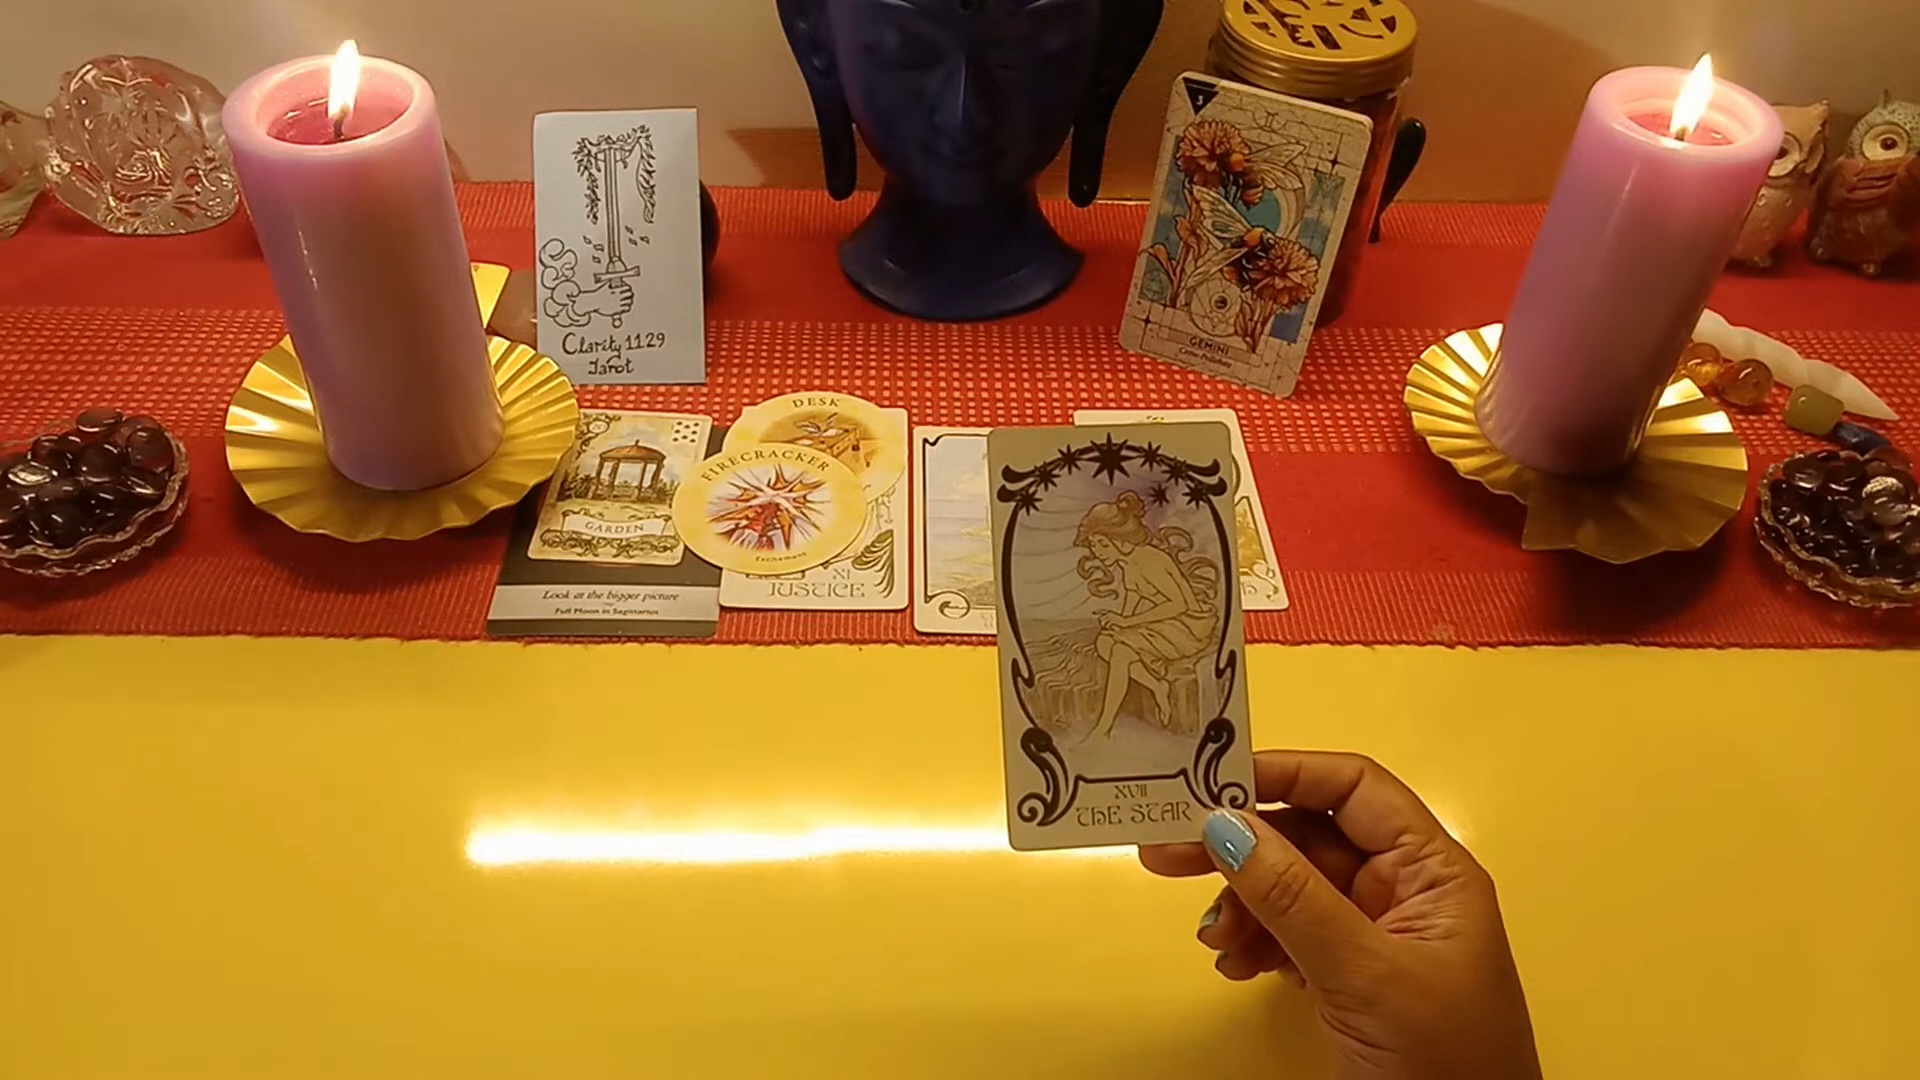 Clarity 1129
Tarot
3
GEMINI
DESK
FIRECRACKER
Excitement
GARDEN
Look at the bigger picture
Full Moon in Sagittarius
XI
JUSTICE
XVII
THE STAR